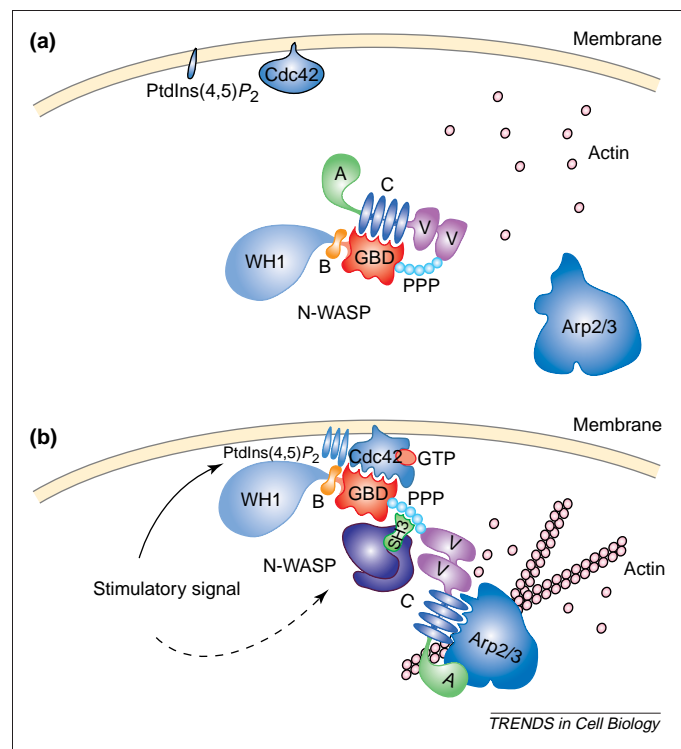 (a)
Membrane
PtdIns(4,5)P2
Cdc42
Actin
A
C
V
V
WH1
B
GBD
PPP
N-WASP
Arp2/3
(b)
Membrane
PtdIns(4,5)P2
Cdc42
GTP
WH1
B
GBD
PPP
SH3
V
V
N-WASP
Actin
Stimulatory signal
C
Arp2/3
A
TRENDS in Cell Biology